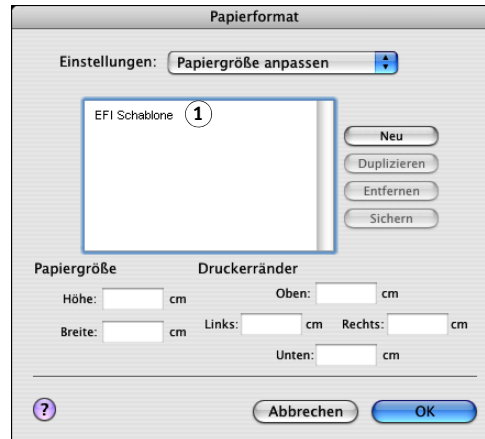 Papierformat
Einstellungen: Papiergröße anpassen
EFI Schablone 1
Neu
Duplizieren
Entfernen
Sichern
Papiergröße Druckerränder
Höhe: cm Oben: cm
Breite: cm Links: cm Rechts: cm
Unten: cm
? Abbrechen OK